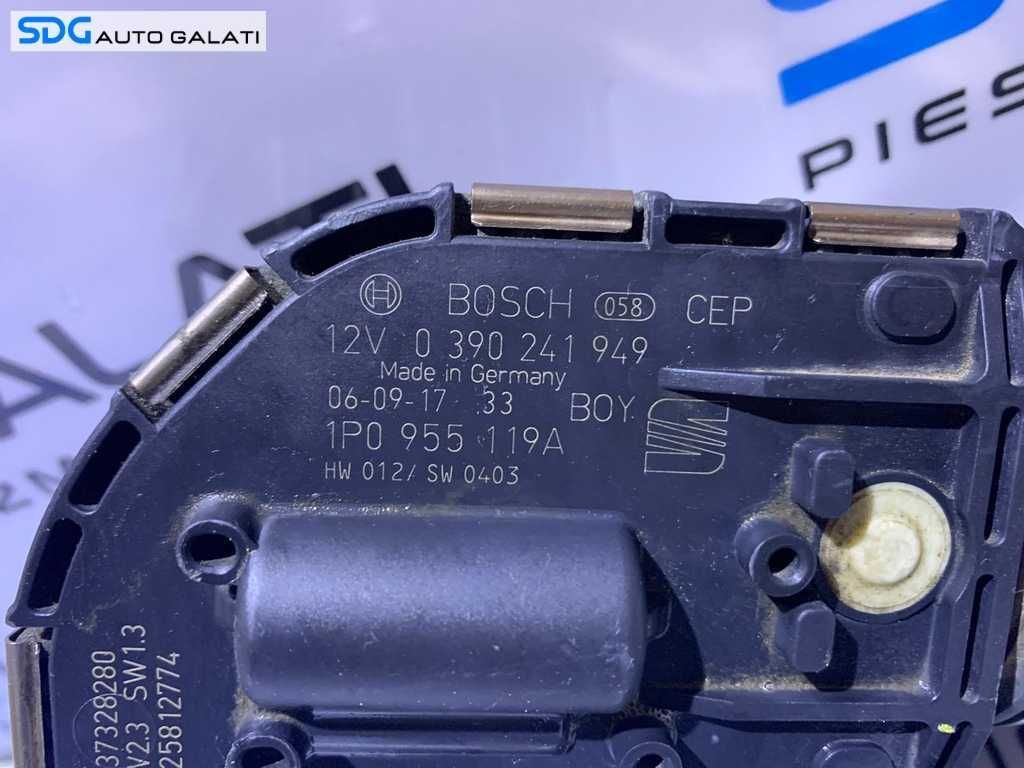 SDG AUTO GALATI
PIES
GALATI
H BOSCH 058 CEP
12V 0 390 241 949
Made in Germany
06-09-17 33 BOY
1P0 955 119A
HW 012/ SW 0403
37328280
V2.3 SW1.3
25812774